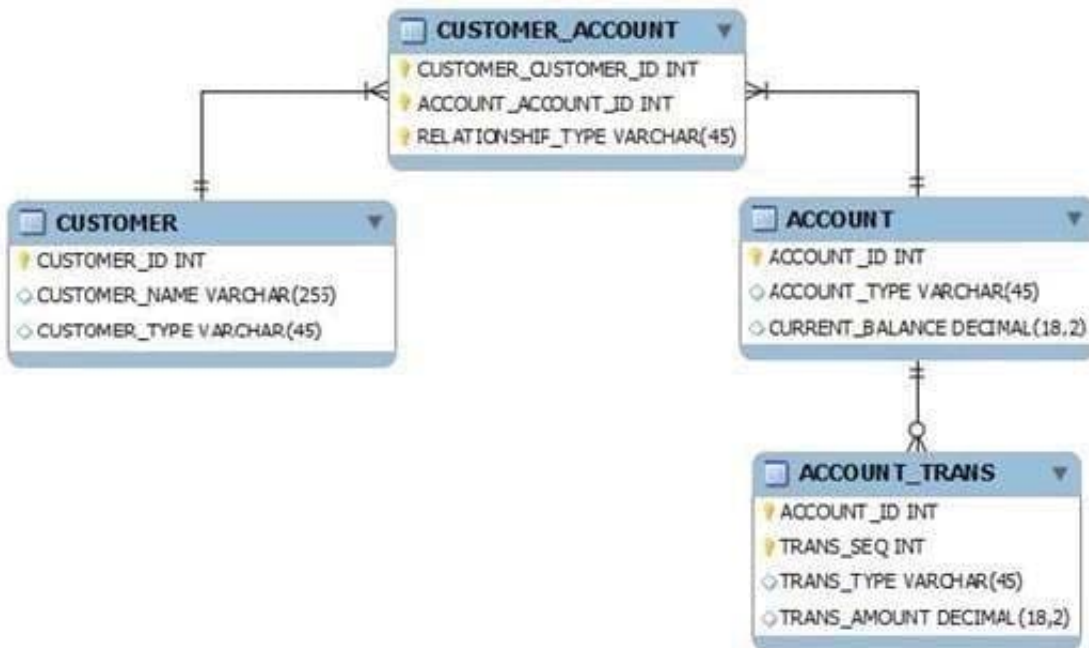 CUSTOMER_ACCOUNT
CUSTOMER_CUSTOMER_ID INT
ACCOUNT_ACCOUNT_ID INT
RELATIONSHIP_TYPE VARCHAR(45)
CUSTOMER
CUSTOMER_ID INT
CUSTOMER_NAME VARCHAR(255)
CUSTOMER_TYPE VARCHAR(45)
ACCOUNT
ACCOUNT_ID INT
ACCOUNT_TYPE VARCHAR(45)
CURRENT_BALANCE DECIMAL(18,2)
ACCOUNT_TRANS
ACCOUNT_ID INT
TRANS_SEQ INT
TRANS_TYPE VARCHAR(45)
TRANS_AMOUNT DECIMAL(18,2)